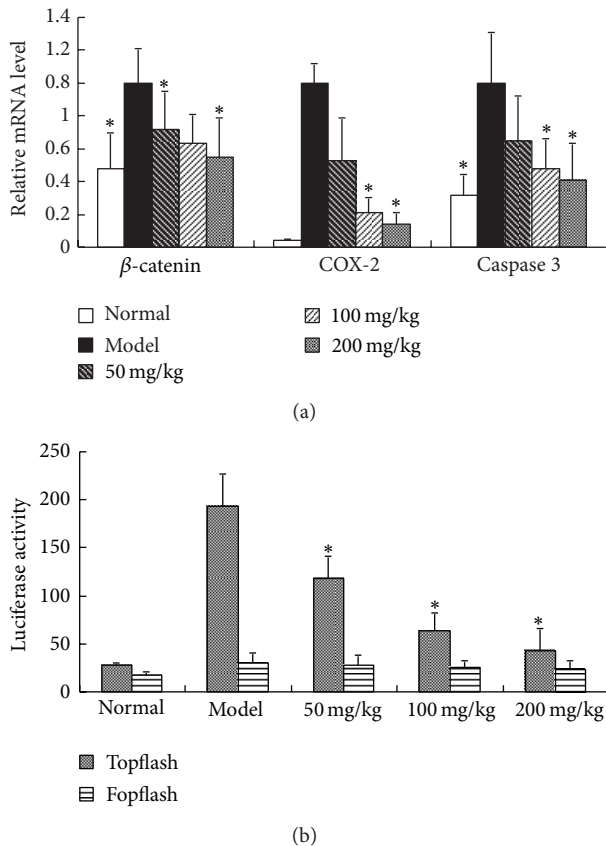 1.4
0.8
1
0.6
0.4
0.2
0
Relative mRNA level
* * * * * * * *
β-catenin COX-2 Caspase 3
Normal
Model
50 mg/kg
100 mg/kg
200 mg/kg
(a)
250
200
150
100
50
0
Luciferase activity
* * *
Normal Model 50 mg/kg 100 mg/kg 200 mg/kg
Topflash
Fopflash
(b)